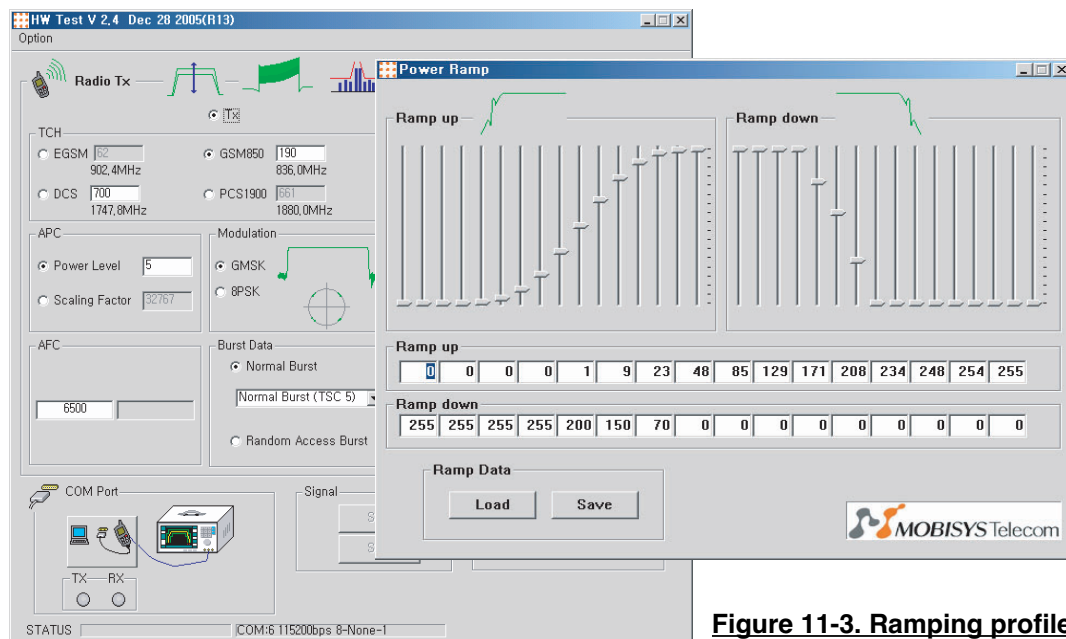 HW Test V 2,4 Dec 28 2005(R13)
Option
Radio Tx
Tx
TCH
EGSM 62
902,4MHz
GSM850 190
836,0MHz
DCS 700
1747,8MHz
PCS1900 661
1880,0MHz
APC
Power Level 5
Scaling Factor 32767
Modulation
GMSK
8PSK
AFC
6500
Burst Data
Normal Burst
Normal Burst (TSC 5)
Random Access Burst
COM Port
TX RX
Signal
S
S
STATUS
COM:6 115200bps 8-None-1
Power Ramp
Ramp up
Ramp down
Ramp up
0 0 0 0 1 9 23 48 85 129 171 208 234 248 254 255
Ramp down
255 255 255 255 200 150 70 0 0 0 0 0 0 0 0 0
Ramp Data
Load Save
MOBISYS Telecom
Figure 11-3. Ramping profile